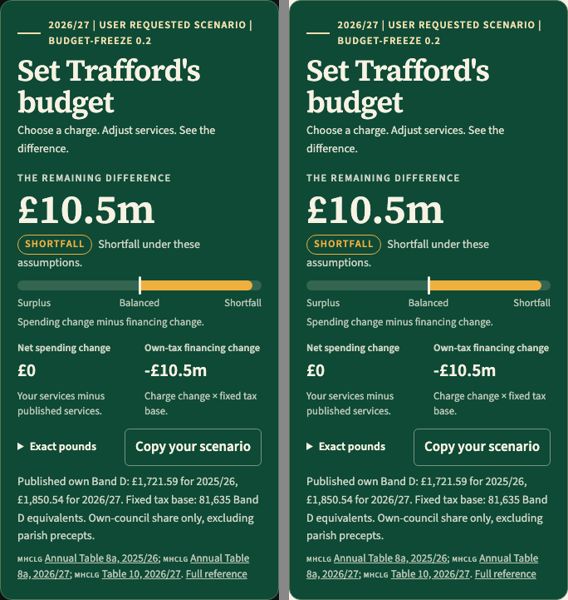 2026/27 | USER REQUESTED SCENARIO |
BUDGET-FREEZE 0.2
Set Trafford's
budget
Choose a charge. Adjust services. See the
difference.
THE REMAINING DIFFERENCE
£10.5m
SHORTFALL Shortfall under these
assumptions.
Surplus Balanced Shortfall
Spending change minus financing change.
Net spending change Own-tax financing change
£0 -£10.5m
Your services minus Charge change × fixed tax
published services. base.
▶ Exact pounds Copy your scenario
Published own Band D: £1,721.59 for 2025/26,
£1,850.54 for 2026/27. Fixed tax base: 81,635 Band
D equivalents. Own-council share only, excluding
parish precepts.
MHCLG Annual Table 8a, 2025/26; MHCLG Annual Table
8a, 2026/27; MHCLG Table 10, 2026/27. Full reference
2026/27 | USER REQUESTED SCENARIO |
BUDGET-FREEZE 0.2
Set Trafford's
budget
Choose a charge. Adjust services. See the
difference.
THE REMAINING DIFFERENCE
£10.5m
SHORTFALL Shortfall under these
assumptions.
Surplus Balanced Shortfall
Spending change minus financing change.
Net spending change Own-tax financing change
£0 -£10.5m
Your services minus Charge change × fixed tax
published services. base.
▶ Exact pounds Copy your scenario
Published own Band D: £1,721.59 for 2025/26,
£1,850.54 for 2026/27. Fixed tax base: 81,635 Band
D equivalents. Own-council share only, excluding
parish precepts.
MHCLG Annual Table 8a, 2025/26; MHCLG Annual Table
8a, 2026/27; MHCLG Table 10, 2026/27. Full reference